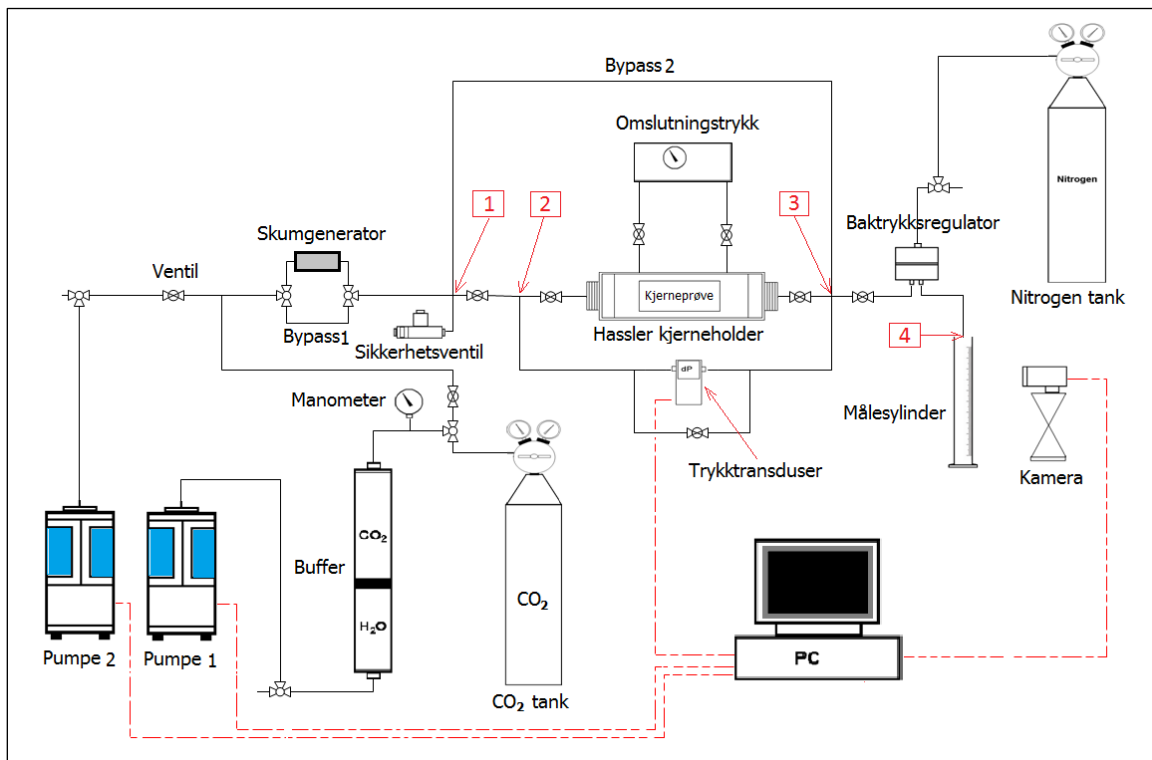 Bypass 2
Omslutningstrykk
Nitrogen
1
2
3
Baktrykksregulator
Skumgenerator
Ventil
Kjerneprøve
Nitrogen tank
Bypass1
Hassler kjerneholder
Sikkerhetsventil
4
dP
Manometer
Målesylinder
Trykktransduser
Kamera
CO₂
Buffer
H₂O
CO₂
Pumpe 2
Pumpe 1
PC
CO₂ tank